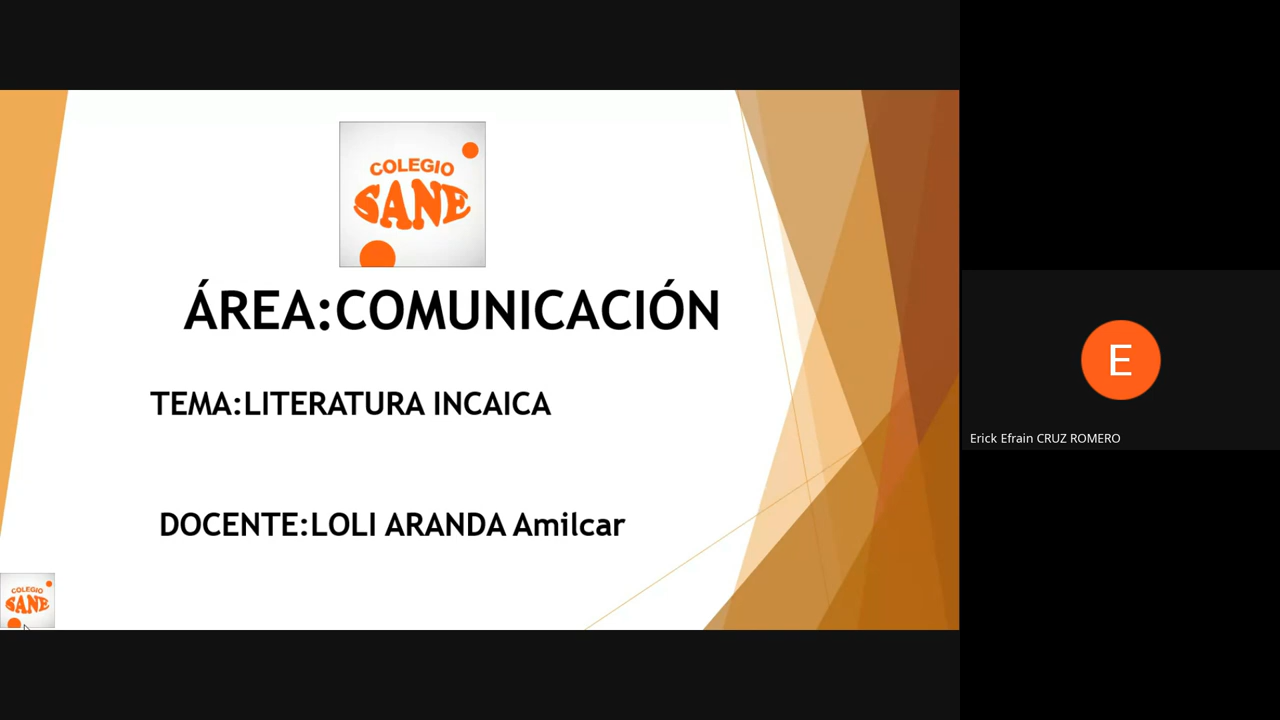 COLEGIO
SANE
ÁREA:COMUNICACIÓN
TEMA:LITERATURA INCAICA
DOCENTE:LOLI ARANDA Amilcar
COLEGIO
SANE
E
Erick Efrain CRUZ ROMERO